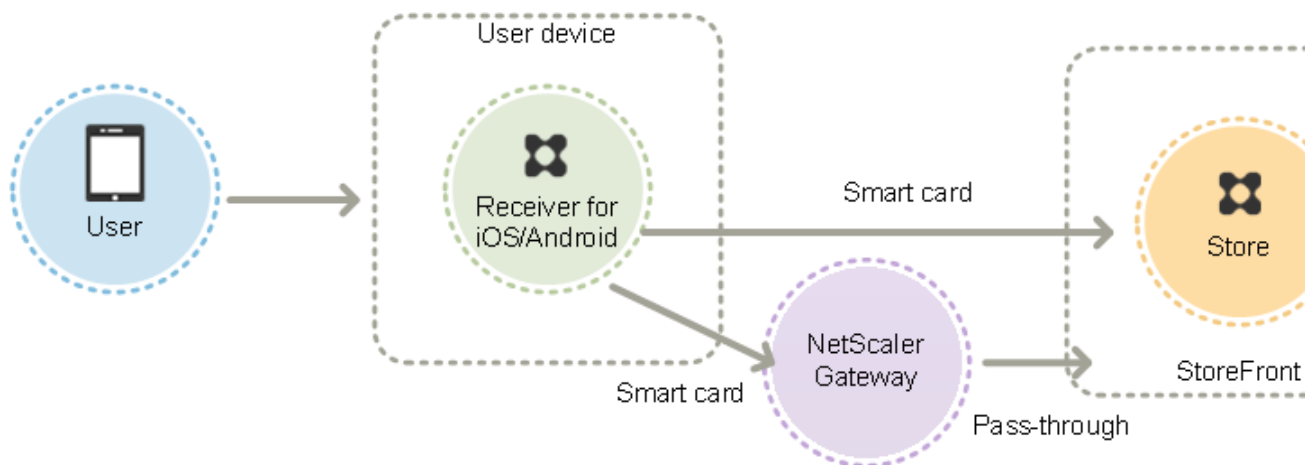 User device
User
Receiver for
iOS/Android
Smart card
Store
NetScaler
Gateway
Smart card
StoreFront
Pass-through